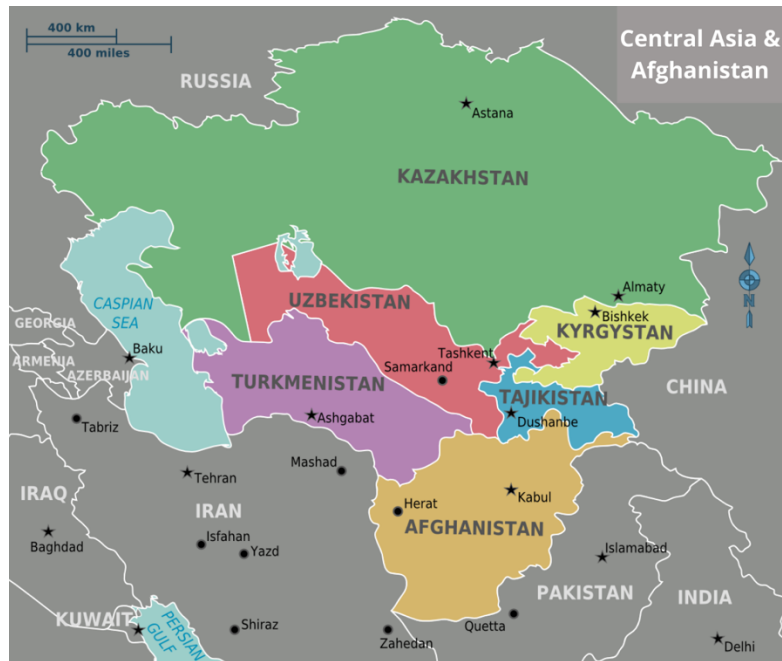 400 km
400 miles
Central Asia &
Afghanistan
RUSSIA
Astana
KAZAKHSTAN
CASPIAN
SEA
UZBEKISTAN
Almaty
Bishkek
N
GEORGIA
KYRGYSTAN
ARMENIA
Baku
AZERBAIJAN
Tashkent
Samarkand
TURKMENISTAN
CHINA
TAJIKISTAN
Tabriz
Ashgabat
Dushanbe
Mashad
Tehran
IRAQ
IRAN
Herat
Kabul
AFGHANISTAN
Baghdad
Isfahan
Yazd
Islamabad
PAKISTAN
INDIA
KUWAIT
PERSIAN
GULF
Shiraz
Zahedan
Quetta
Delhi